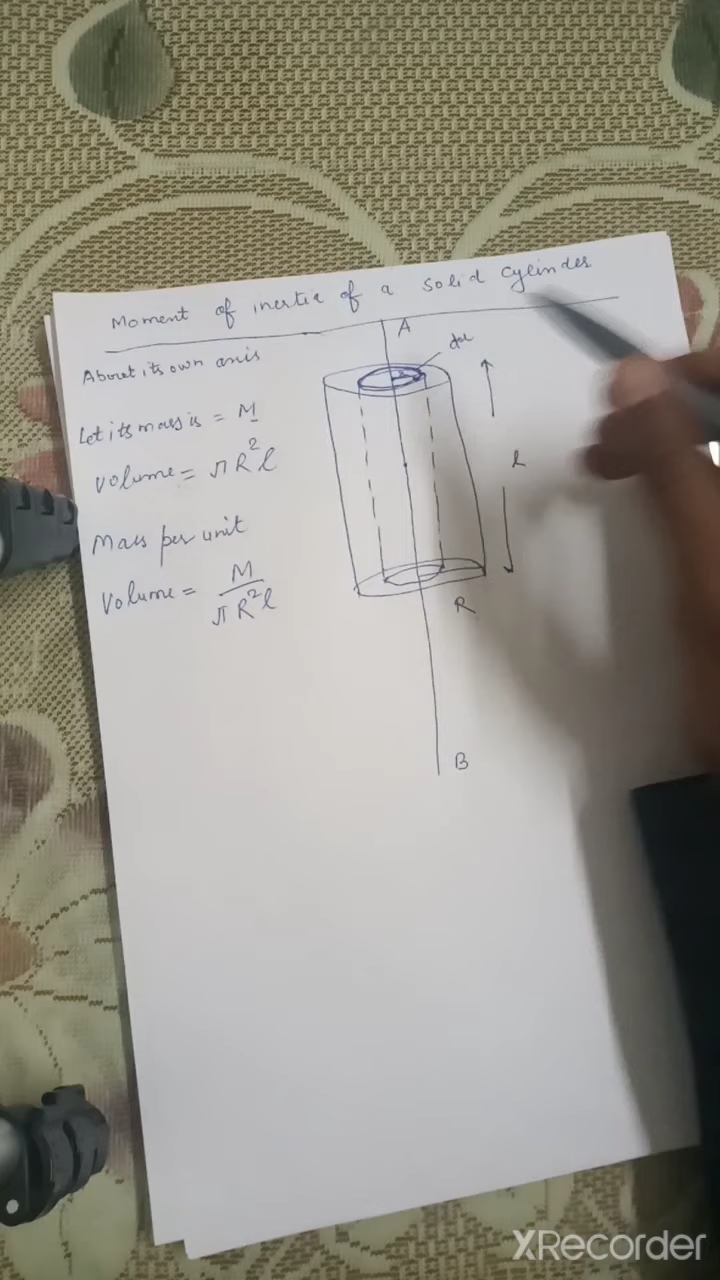 Moment of inertia of a solid cylinder
About its own axis
Let its mass is = M
Volume = πR²l
Mass per unit
Volume = M/πR²l
A
dx
l
R
B
XRecorder